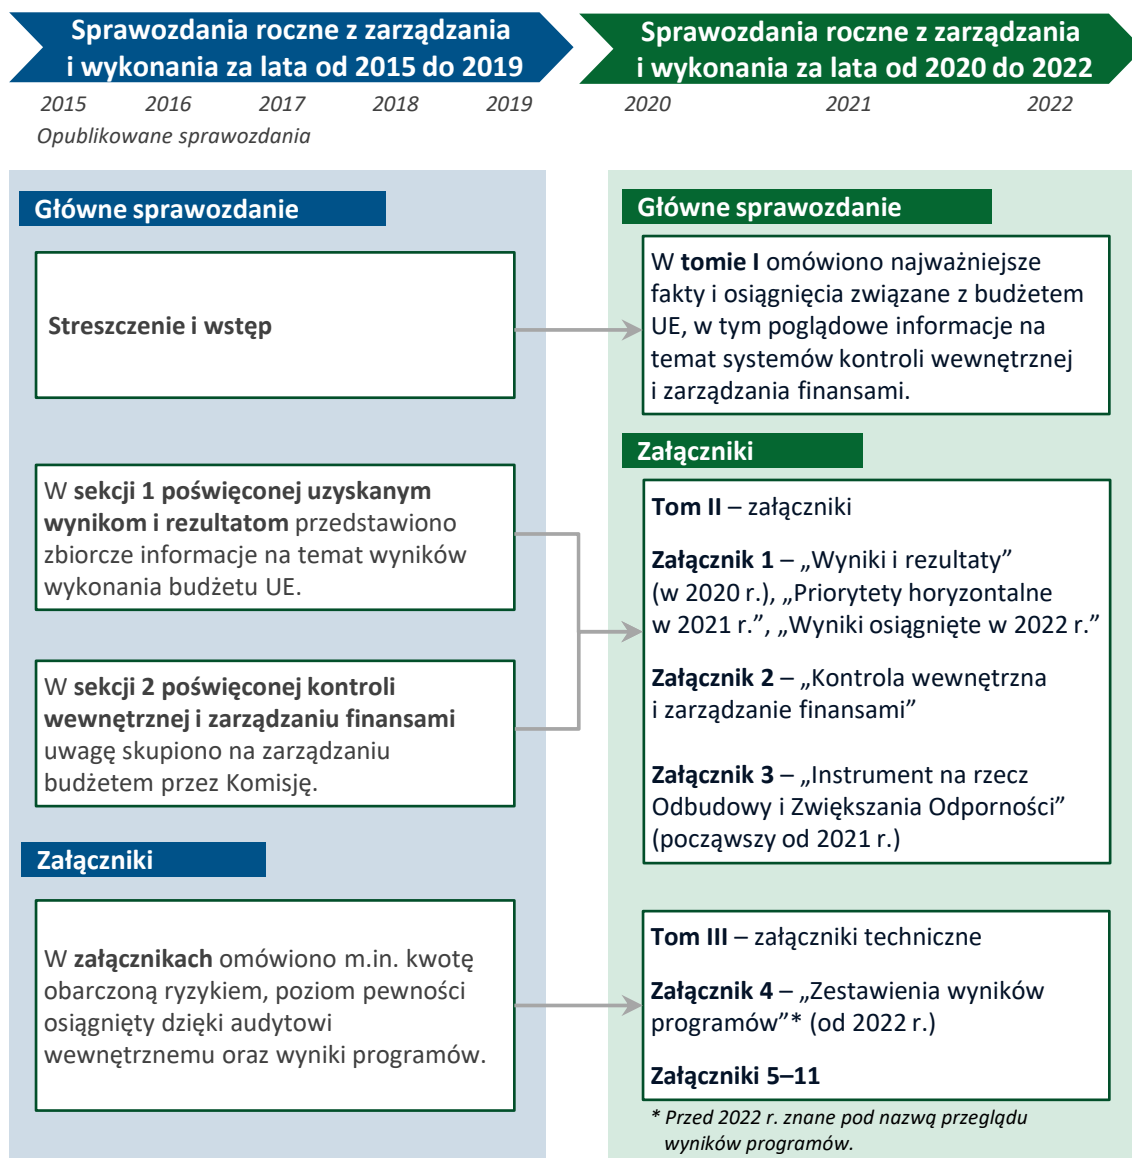 Sprawozdania roczne z zarządzania
i wykonania za lata od 2015 do 2019
2015 2016 2017 2018 2019
Opublikowane sprawozdania
Główne sprawozdanie
Streszczenie i wstęp
W sekcji 1 poświęconej uzyskanym
wynikom i rezultatom przedstawiono
zbiorcze informacje na temat wyników
wykonania budżetu UE.
W sekcji 2 poświęconej kontroli
wewnętrznej i zarządzaniu finansami
uwagę skupiono na zarządzaniu
budżetem przez Komisję.
Załączniki
W załącznikach omówiono m.in. kwotę
obarczoną ryzykiem, poziom pewności
osiągnięty dzięki audytowi
wewnętrznemu oraz wyniki programów.
Sprawozdania roczne z zarządzania
i wykonania za lata od 2020 do 2022
2020 2021 2022
Główne sprawozdanie
W tomie I omówiono najważniejsze
fakty i osiągnięcia związane z budżetem
UE, w tym poglądowe informacje na
temat systemów kontroli wewnętrznej
i zarządzania finansami.
Załączniki
Tom II – załączniki
Załącznik 1 – „Wyniki i rezultaty”
(w 2020 r.), „Priorytety horyzontalne
w 2021 r.”, „Wyniki osiągnięte w 2022 r.”
Załącznik 2 – „Kontrola wewnętrzna
i zarządzanie finansami”
Załącznik 3 – „Instrument na rzecz
Odbudowy i Zwiększania Odporności”
(począwszy od 2021 r.)
Tom III – załączniki techniczne
Załącznik 4 – „Zestawienia wyników
programów”* (od 2022 r.)
Załączniki 5–11
* Przed 2022 r. znane pod nazwą przeglądu
wyników programów.